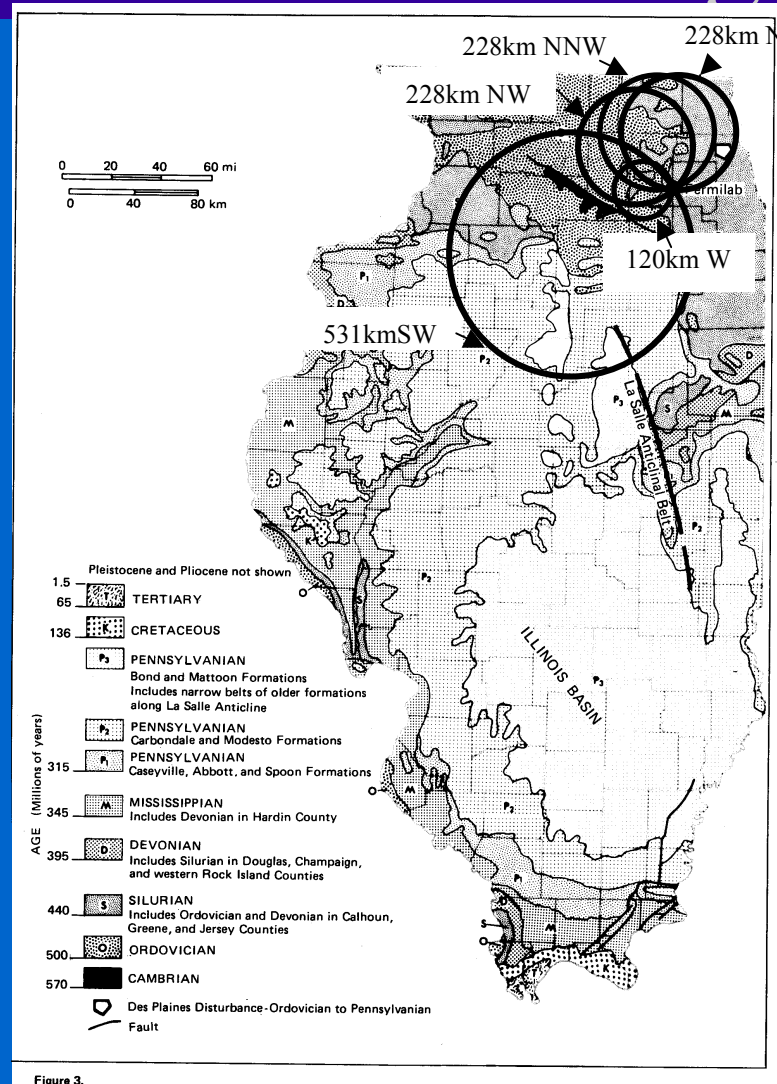 228km N
228km NNW
228km NW
0 20 40 60 mi
0 40 80 km
ermilab
120km W
P1
D
531kmSW
P2
D
La Salle Anticlinal Belt
P3
S
M
M
K
P2
Pleistocene and Pliocene not shown
1.5
T TERTIARY
65
K CRETACEOUS
136
P3 PENNSYLVANIAN
Bond and Mattoon Formations
Includes narrow belts of older formations
along La Salle Anticline
P2 PENNSYLVANIAN
Carbondale and Modesto Formations
P1 PENNSYLVANIAN
Caseyville, Abbott, and Spoon Formations
315
M MISSISSIPPIAN
Includes Devonian in Hardin County
345
D DEVONIAN
Includes Silurian in Douglas, Champaign,
and western Rock Island Counties
395
S SILURIAN
Includes Ordovician and Devonian in Calhoun,
Greene, and Jersey Counties
440
O ORDOVICIAN
500
CAMBRIAN
570
Des Plaines Disturbance-Ordovician to Pennsylvanian
Fault
AGE (Millions of years)
O
S
P2
ILLINOIS BASIN
P3
O
M
P2
P1
D
S
O
M
K
T
Figure 3.